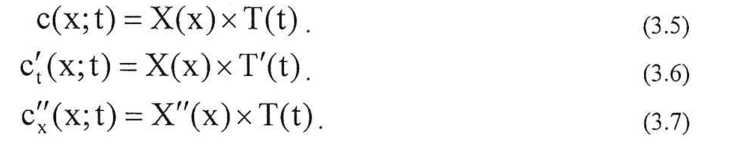 c(x;t) = X(x)×T(t) . (3.5)
c′ₜ(x;t) = X(x)×T′(t) . (3.6)
c″ₓ(x;t) = X″(x)×T(t) . (3.7)